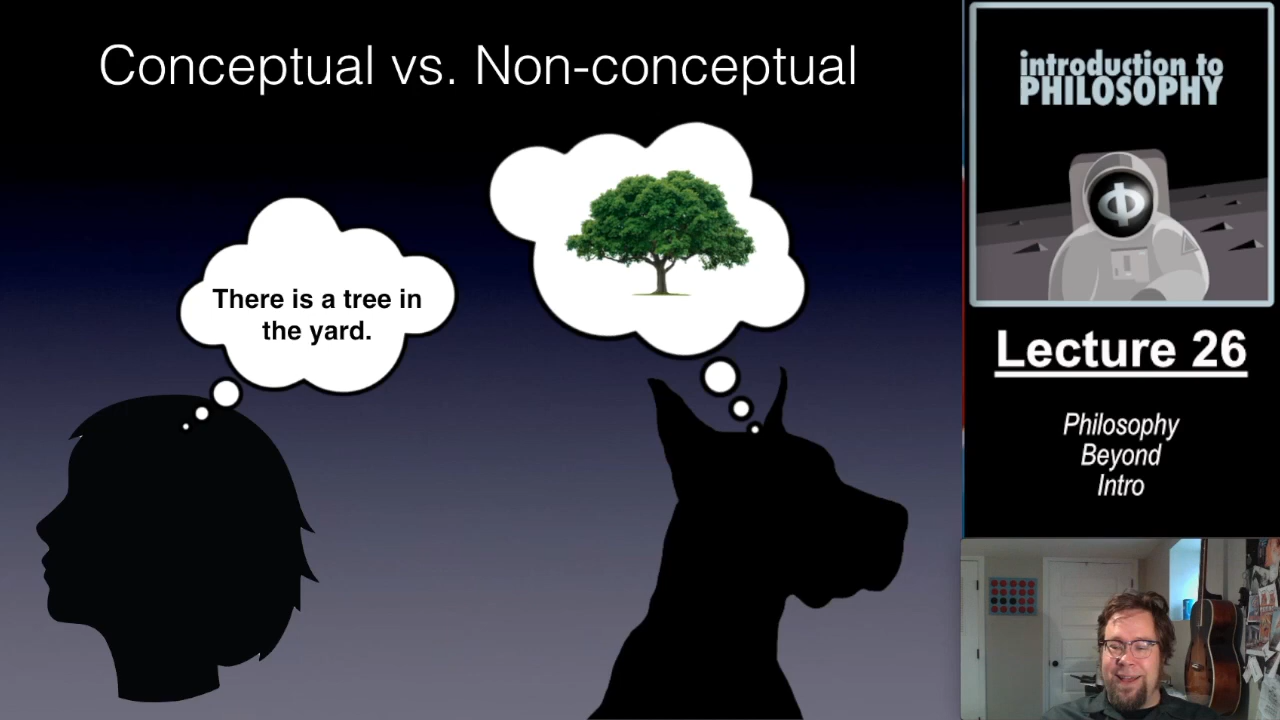 Conceptual vs. Non-conceptual
There is a tree in
the yard.
introduction to
PHILOSOPHY
Φ
Lecture 26
Philosophy
Beyond
Intro